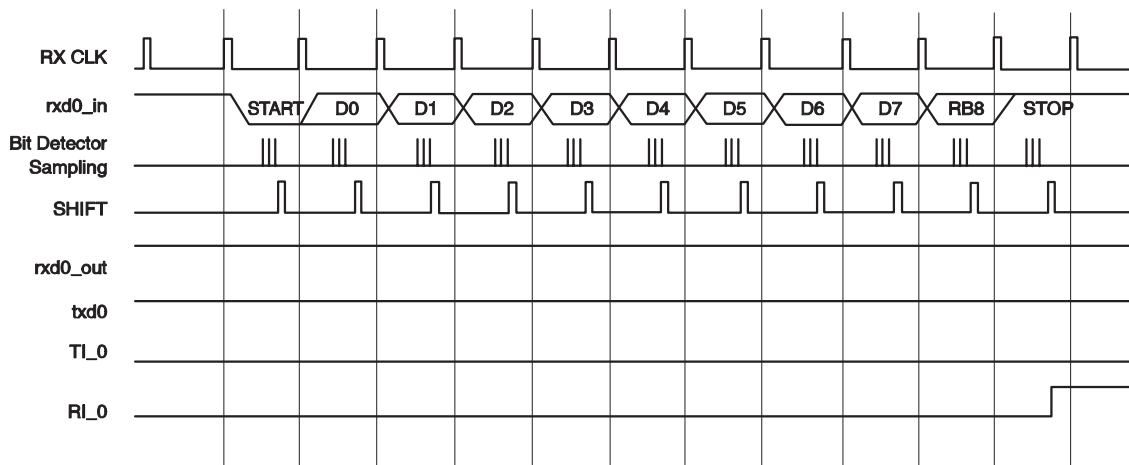 RX CLK
rxd0_in START D0 D1 D2 D3 D4 D5 D6 D7 RB8 STOP
Bit Detector
Sampling
SHIFT
rxd0_out
txd0
TI_0
RI_0